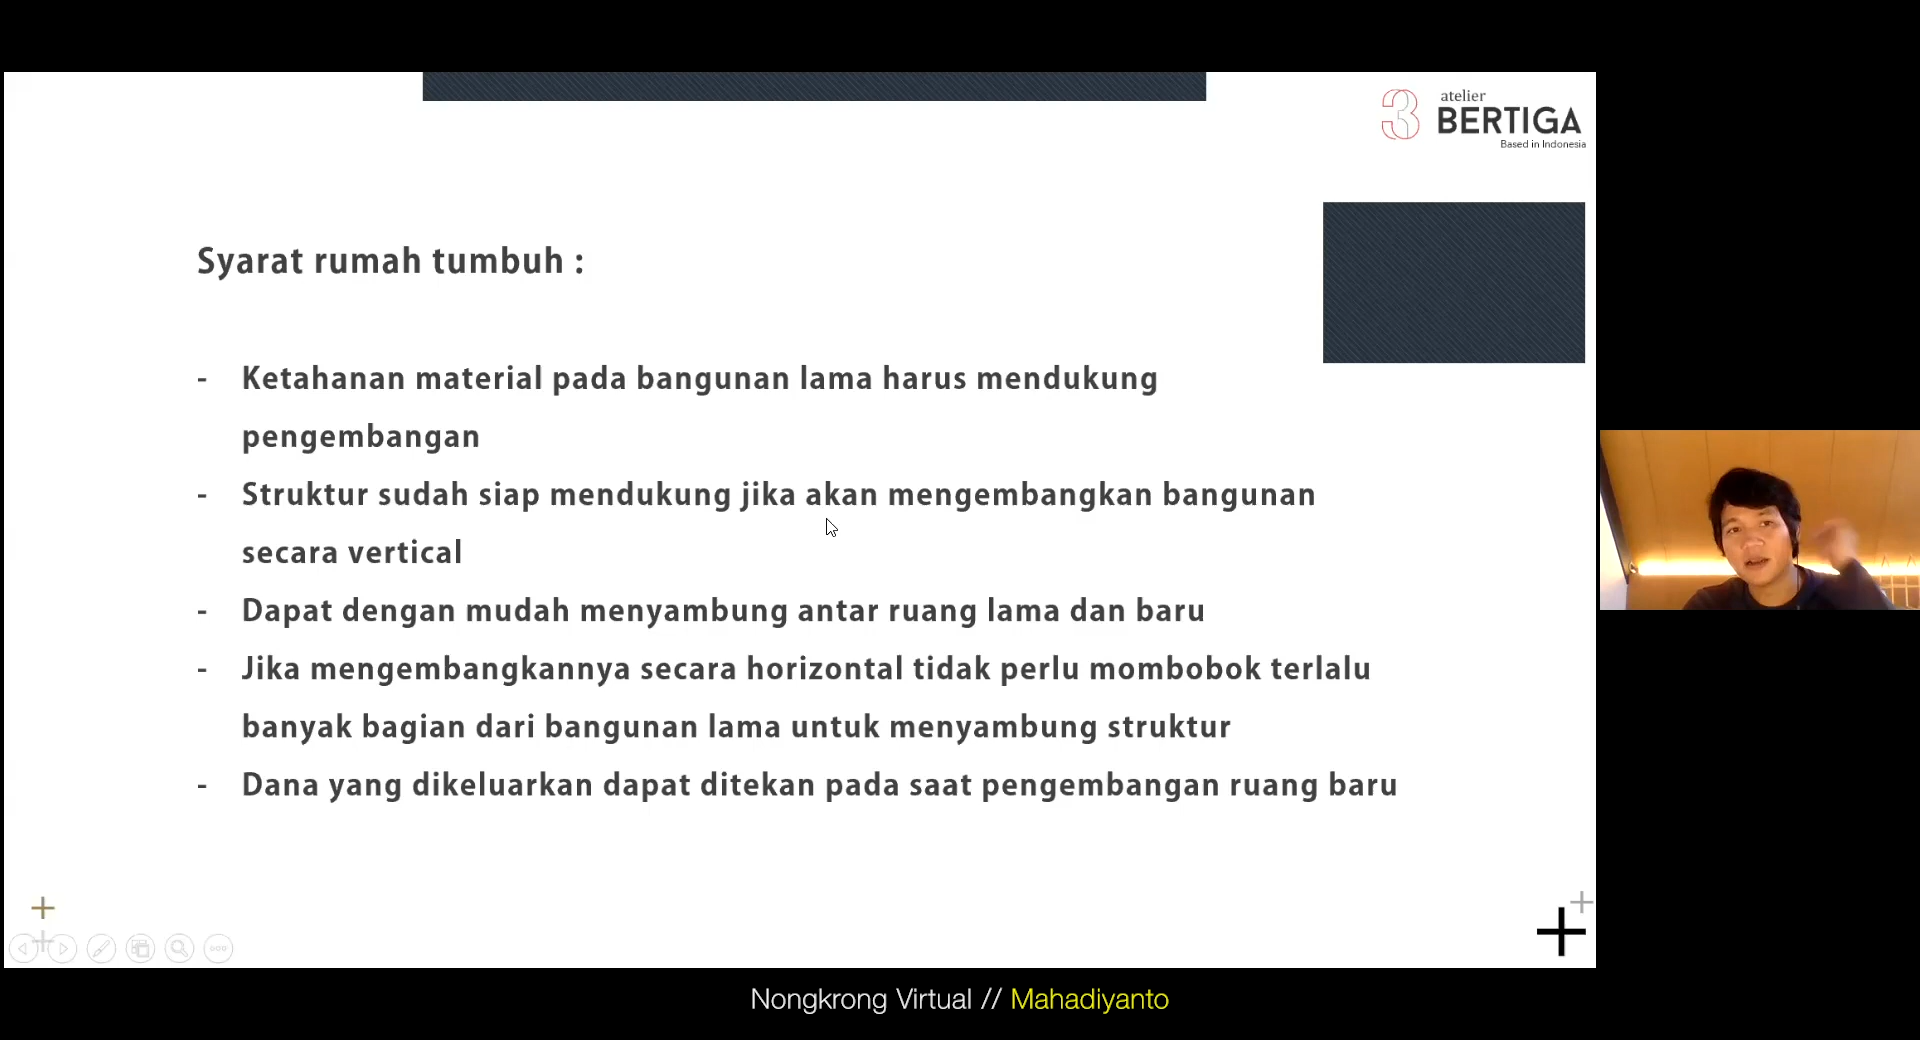 atelier
3 BERTIGA
Based in Indonesia
Syarat rumah tumbuh :
- Ketahanan material pada bangunan lama harus mendukung
pengembangan
- Struktur sudah siap mendukung jika akan mengembangkan bangunan
secara vertical
- Dapat dengan mudah menyambung antar ruang lama dan baru
- Jika mengembangkannya secara horizontal tidak perlu mombobok terlalu
banyak bagian dari bangunan lama untuk menyambung struktur
- Dana yang dikeluarkan dapat ditekan pada saat pengembangan ruang baru
Nongkrong Virtual // Mahadiyanto